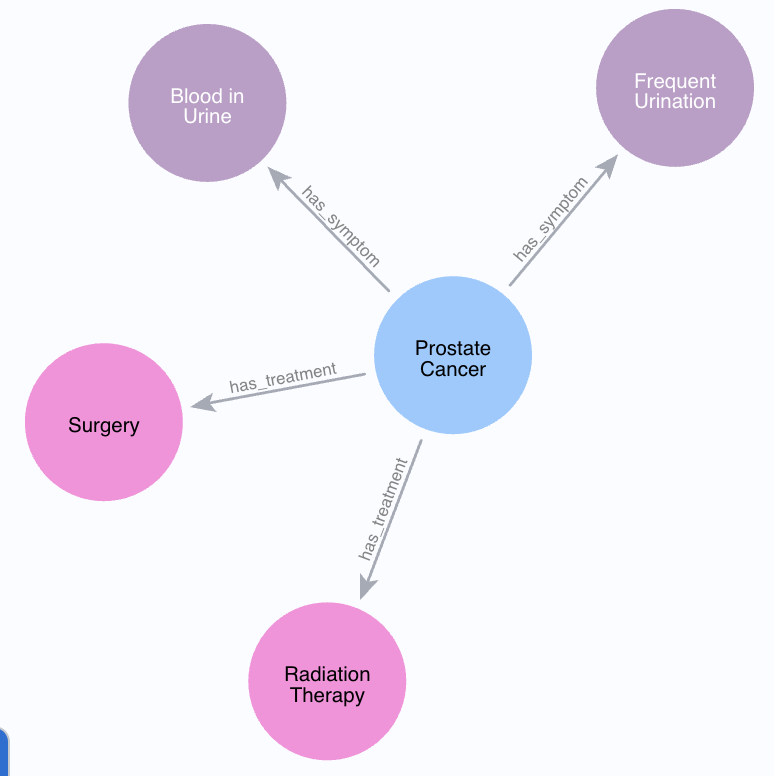 Blood in
Urine
Frequent
Urination
has_symptom
has_symptom
Prostate
Cancer
has_treatment
Surgery
has_treatment
Radiation
Therapy